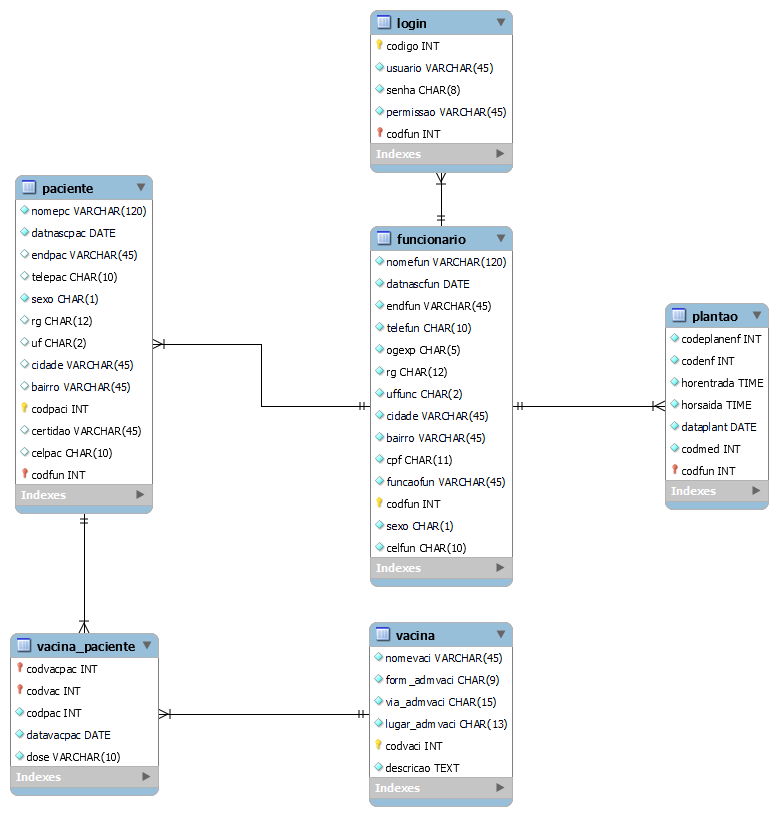 login
codigo INT
usuario VARCHAR(45)
senha CHAR(8)
permissao VARCHAR(45)
codfun INT
Indexes
paciente
nomepc VARCHAR(120)
datnascpac DATE
endpac VARCHAR(45)
telepac CHAR(10)
sexo CHAR(1)
rg CHAR(12)
uf CHAR(2)
cidade VARCHAR(45)
bairro VARCHAR(45)
codpaci INT
certidao VARCHAR(45)
celpac CHAR(10)
codfun INT
Indexes
funcionario
nomefun VARCHAR(120)
datnascfun DATE
endfun VARCHAR(45)
telefun CHAR(10)
ogexp CHAR(5)
rg CHAR(12)
uffunc CHAR(2)
cidade VARCHAR(45)
bairro VARCHAR(45)
cpf CHAR(11)
funcaofun VARCHAR(45)
codfun INT
sexo CHAR(1)
celfun CHAR(10)
Indexes
plantao
codeplanenf INT
codenf INT
horentrada TIME
horsaida TIME
dataplant DATE
codmed INT
codfun INT
Indexes
vacina_paciente
codvacpac INT
codvac INT
codpac INT
datavacpac DATE
dose VARCHAR(10)
Indexes
vacina
nomevaci VARCHAR(45)
form_admvaci CHAR(9)
via_admvaci CHAR(15)
lugar_admvaci CHAR(13)
codvaci INT
descricao TEXT
Indexes